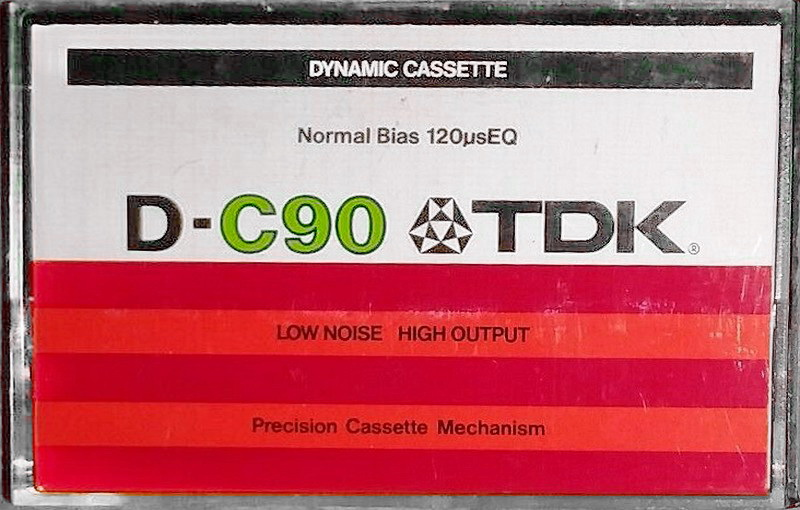 DYNAMIC CASSETTE
Normal Bias 120µsEQ
D-C90 TDK®
LOW NOISE HIGH OUTPUT
Precision Cassette Mechanism